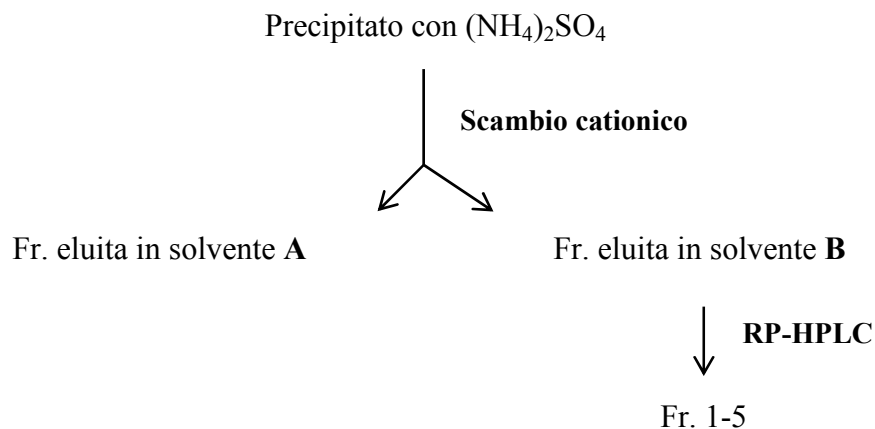 Precipitato con (NH₄)₂SO₄
Scambio cationico
Fr. eluita in solvente A
Fr. eluita in solvente B
RP-HPLC
Fr. 1-5